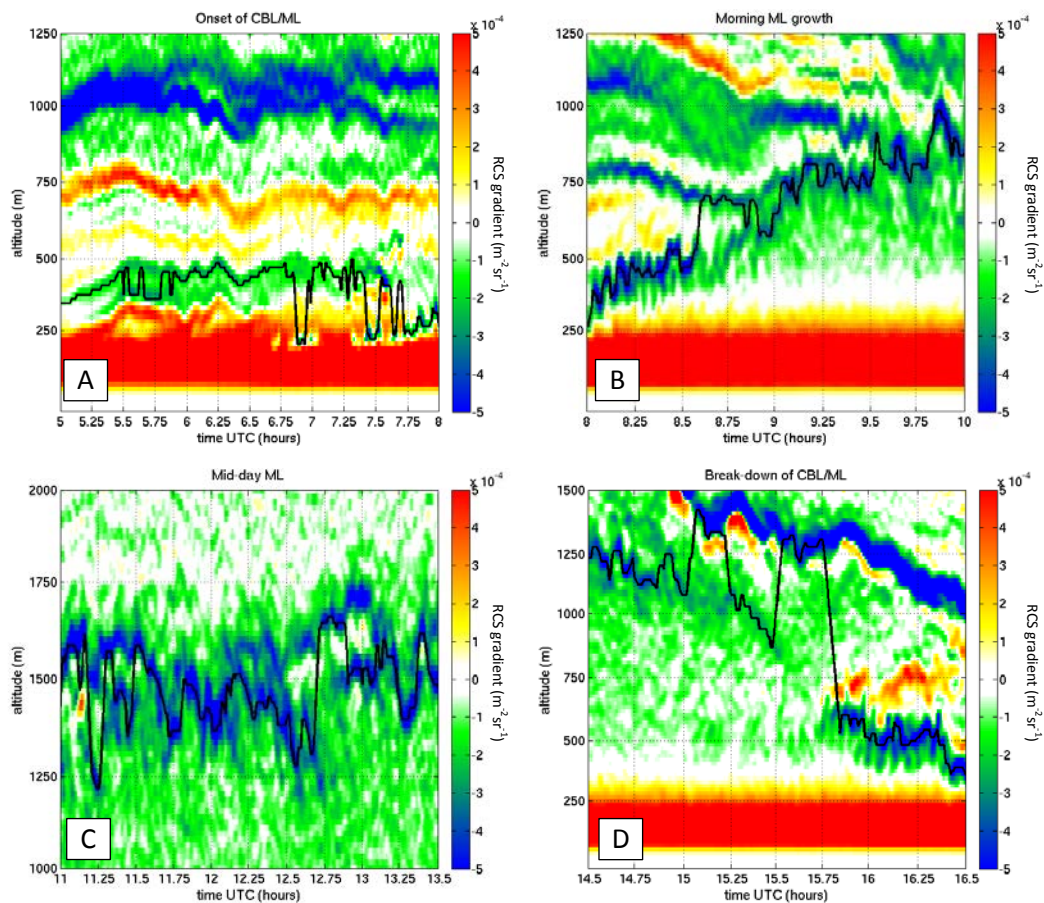 Onset of CBL/ML
x 10⁻⁴
altitude (m)
1250
1000
750
500
250
5 5.25 5.5 5.75 6 6.25 6.5 6.75 7 7.25 7.5 7.75 8
time UTC (hours)
5
4
3
2
1
0
-1
-2
-3
-4
-5
RCS gradient (m⁻²sr⁻¹)
A
Morning ML growth
x 10⁻⁴
altitude (m)
1250
1000
750
500
250
8 8.25 8.5 8.75 9 9.25 9.5 9.75 10
time UTC (hours)
5
4
3
2
1
0
-1
-2
-3
-4
-5
RCS gradient (m⁻²sr⁻¹)
B
Mid-day ML
x 10⁻⁴
altitude (m)
2000
1750
1500
1250
1000
11 11.25 11.5 11.75 12 12.25 12.5 12.75 13 13.25 13.5
time UTC (hours)
5
4
3
2
1
0
-1
-2
-3
-4
-5
RCS gradient (m⁻²sr⁻¹)
C
Break-down of CBL/ML
x 10⁻⁴
altitude (m)
1500
1250
1000
750
500
250
14.5 14.75 15 15.25 15.5 15.75 16 16.25 16.5
time UTC (hours)
5
4
3
2
1
0
-1
-2
-3
-4
-5
RCS gradient (m⁻²sr⁻¹)
D